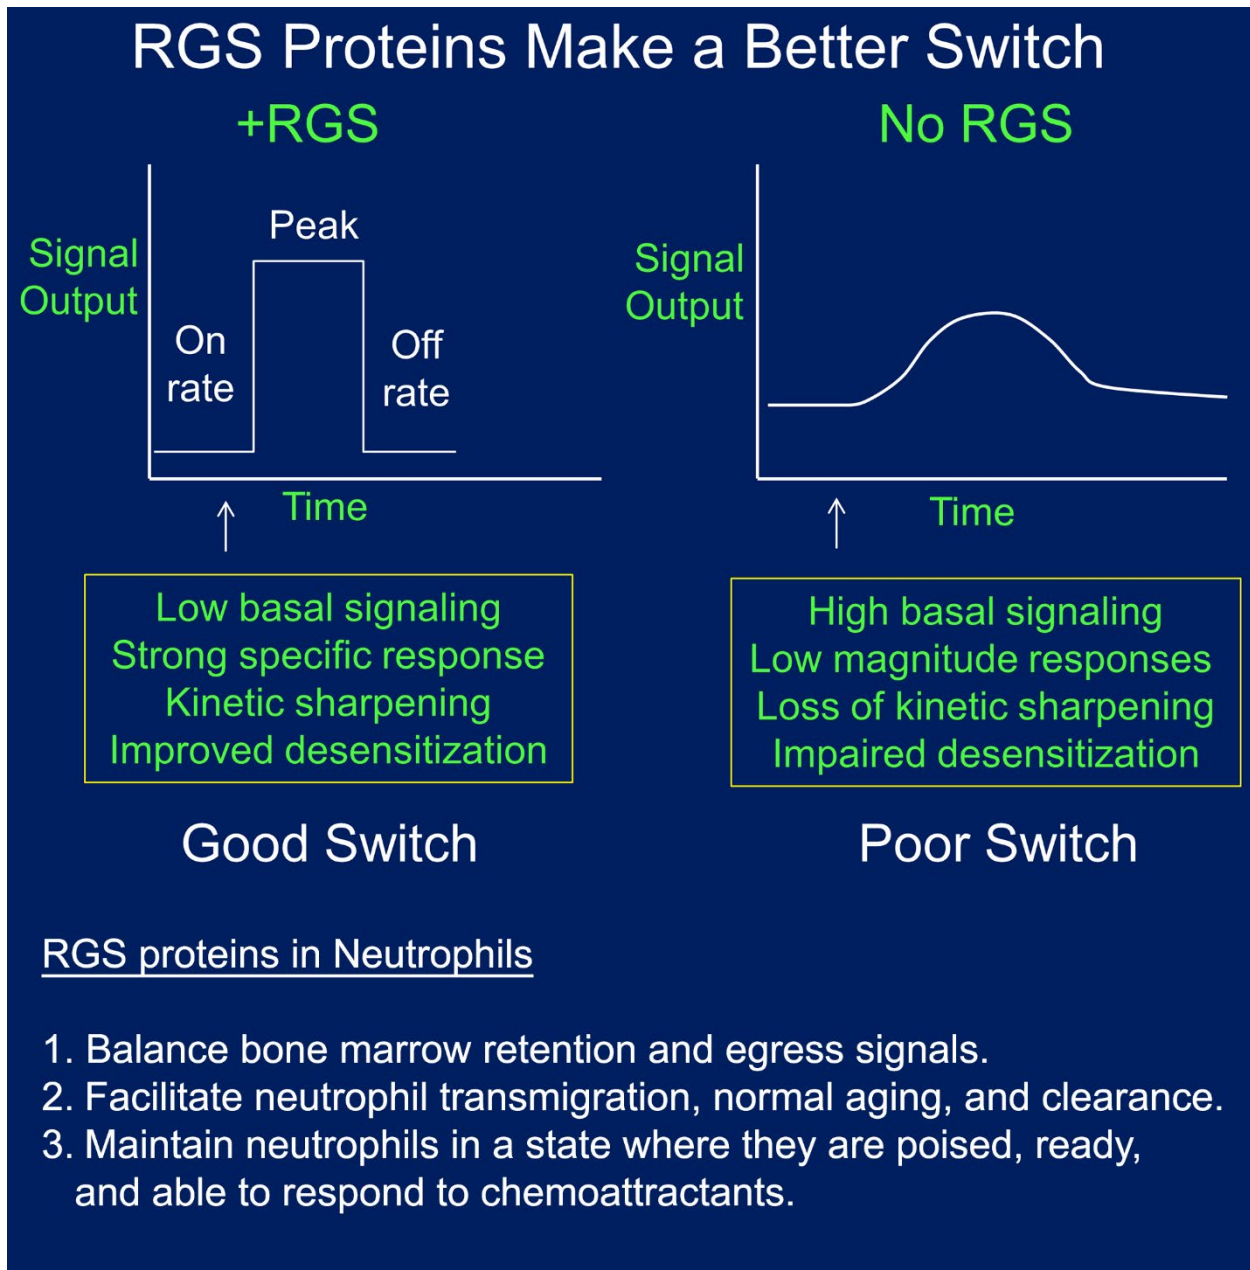 RGS Proteins Make a Better Switch
+RGS
Signal
Output
Peak
On
rate
Off
rate
Time
Low basal signaling
Strong specific response
Kinetic sharpening
Improved desensitization
Good Switch
No RGS
Signal
Output
Time
High basal signaling
Low magnitude responses
Loss of kinetic sharpening
Impaired desensitization
Poor Switch
RGS proteins in Neutrophils
1. Balance bone marrow retention and egress signals.
2. Facilitate neutrophil transmigration, normal aging, and clearance.
3. Maintain neutrophils in a state where they are poised, ready,
and able to respond to chemoattractants.